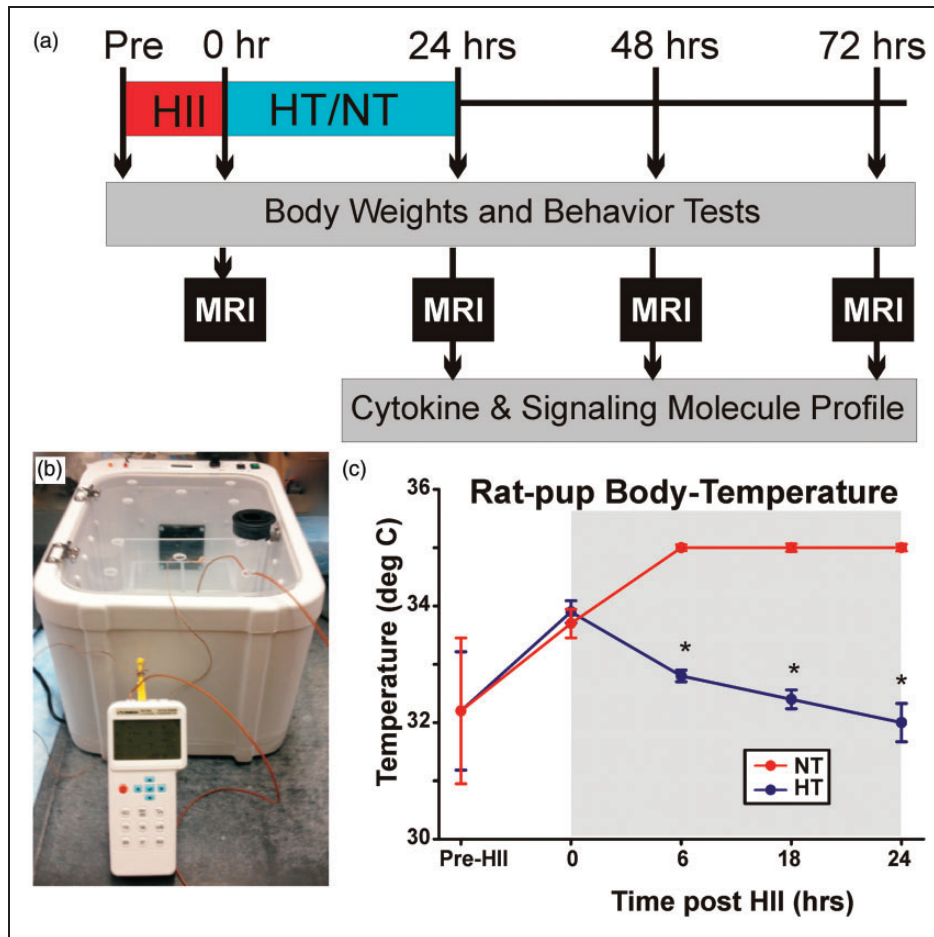 (a)
Pre 0 hr 24 hrs 48 hrs 72 hrs
HII HT/NT
Body Weights and Behavior Tests
MRI MRI MRI MRI
Cytokine & Signaling Molecule Profile
(b)
(c)
Rat-pup Body-Temperature
Temperature (deg C)
36
34
32
30
*
*
*
NT
HT
Pre-HII 0 6 18 24
Time post HII (hrs)